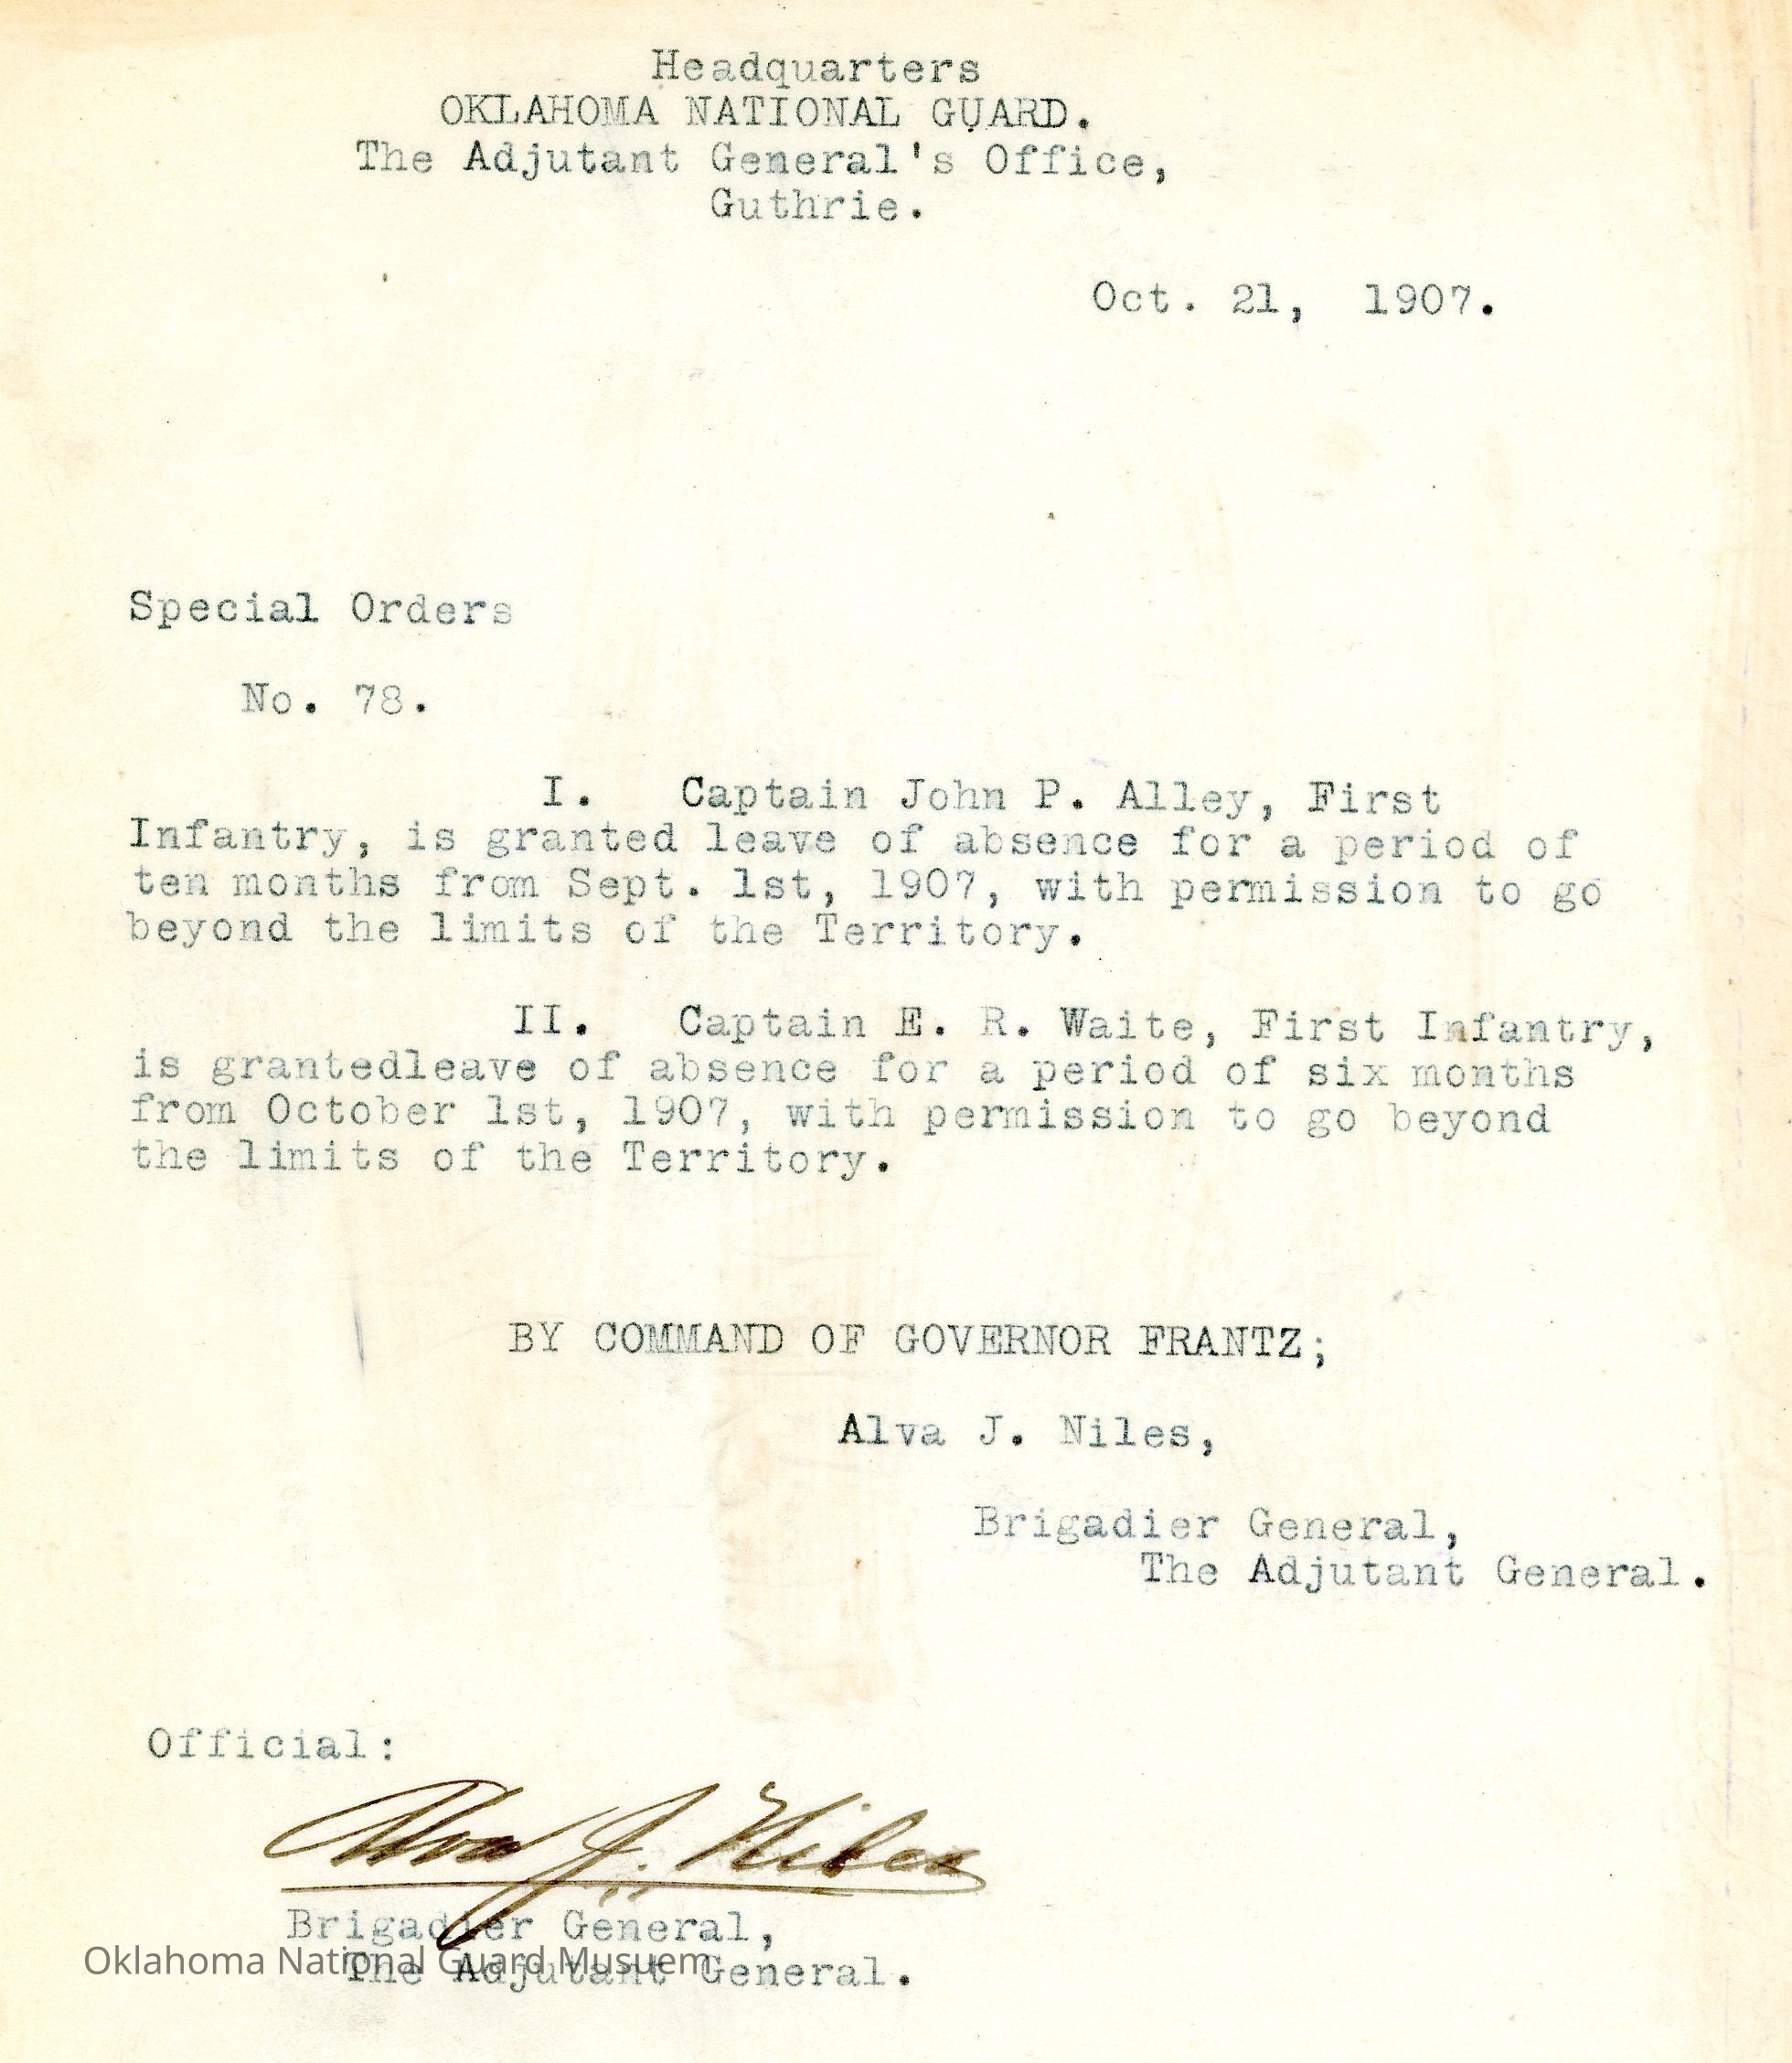 Headquarters
OKLAHOMA NATIONAL GUARD.
The Adjutant General's Office,
Guthrie.
Oct. 21, 1907.
Special Orders
No. 78.
I. Captain John P. Alley, First
Infantry, is granted leave of absence for a period of
ten months from Sept. 1st, 1907, with permission to go
beyond the limits of the Territory.
II. Captain E. R. Waite, First Infantry,
is grantedleave of absence for a period of six months
from October 1st, 1907, with permission to go beyond
the limits of the Territory.
BY COMMAND OF GOVERNOR FRANTZ;
Alva J. Niles,
Brigadier General,
The Adjutant General.
Official:
Alva J. Niles
Brigadier General,
Oklahoma National Guard Musuem
The Adjutant General.